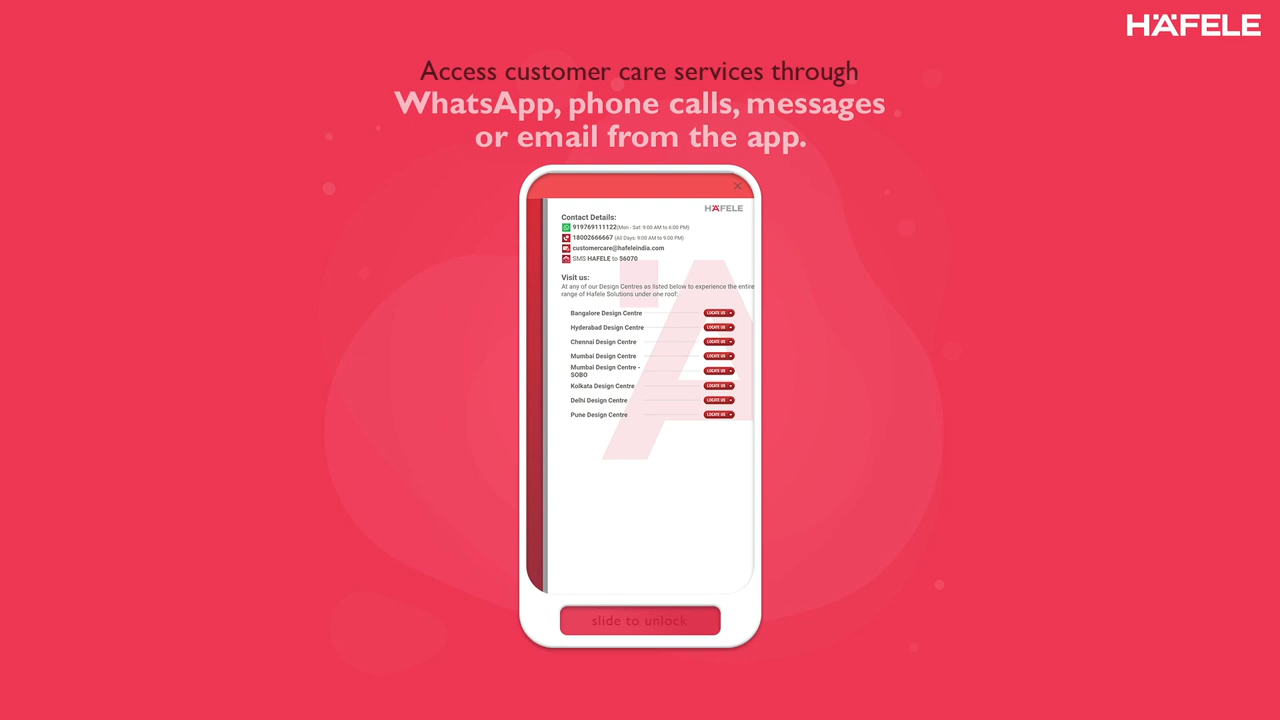 HÄFELE
Access customer care services through
WhatsApp, phone calls, messages
or email from the app.
HÄFELE
Contact Details:
919769111122(Mon - Sat: 9:00 AM to 6:00 PM)
18002666667 (All Days: 9:00 AM to 9:00 PM)
customercare@hafeleindia.com
SMS HAFELE to 56070
Visit us:
At any of our Design Centres as listed below to experience the entire
range of Hafele Solutions under one roof:
Bangalore Design Centre LOCATE US
Hyderabad Design Centre LOCATE US
Chennai Design Centre LOCATE US
Mumbai Design Centre LOCATE US
Mumbai Design Centre -
SOBO LOCATE US
Kolkata Design Centre LOCATE US
Delhi Design Centre LOCATE US
Pune Design Centre LOCATE US
slide to unlock